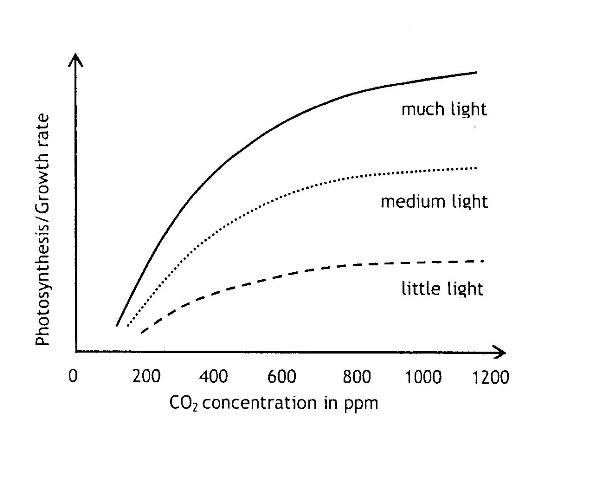 Photosynthesis/Growth rate
much light
medium light
little light
0 200 400 600 800 1000 1200
CO₂ concentration in ppm